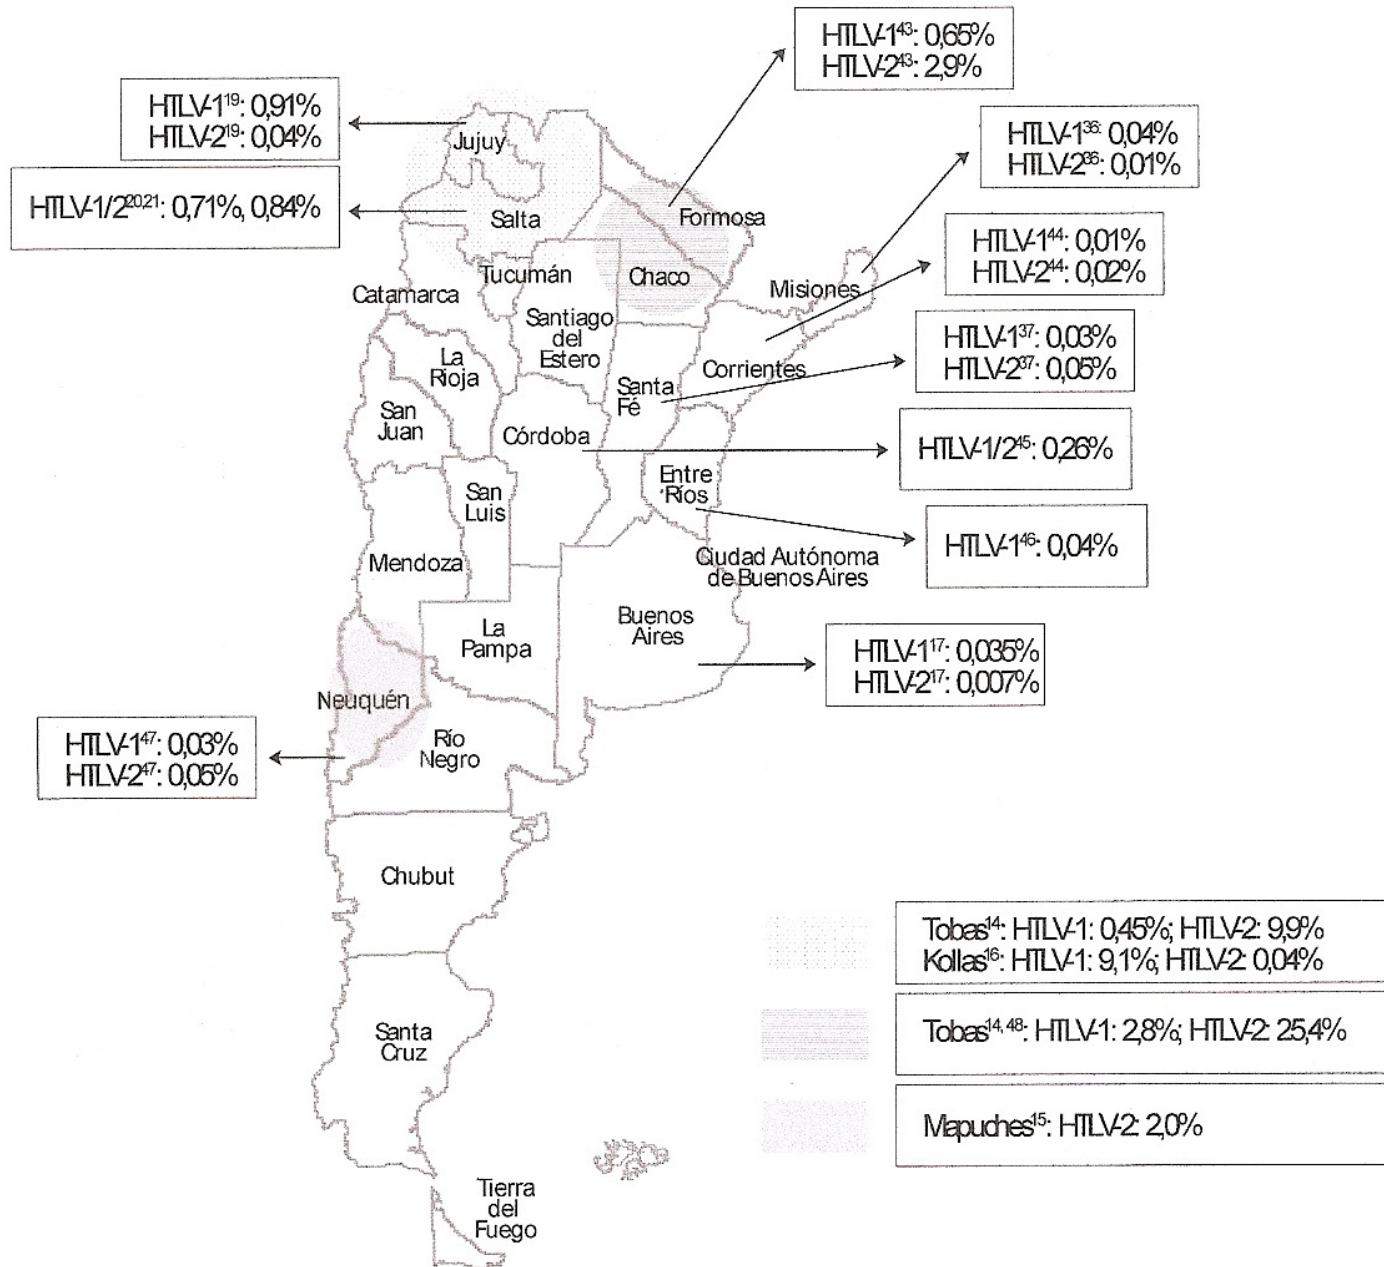 HTLV-1⁴³: 0,65%
HTLV-2⁴³: 2,9%
HTLV-1¹⁹: 0,91%
HTLV-2¹⁹: 0,04%
HTLV-1/2²⁰,²¹: 0,71%, 0,84%
HTLV-1³⁶: 0,04%
HTLV-2³⁶: 0,01%
HTLV-1⁴⁴: 0,01%
HTLV-2⁴⁴: 0,02%
HTLV-1³⁷: 0,03%
HTLV-2³⁷: 0,05%
HTLV-1/2⁴⁵: 0,26%
HTLV-1⁴⁶: 0,04%
HTLV-1¹⁷: 0,035%
HTLV-2¹⁷: 0,007%
HTLV-1⁴⁷: 0,03%
HTLV-2⁴⁷: 0,05%
Jujuy
Salta
Formosa
Chaco
Tucumán
Catamarca
Santiago
del
Estero
Misiones
Corrientes
La
Rioja
Santa
Fé
San
Juan
Córdoba
Entre
Ríos
San
Luis
Mendoza
Ciudad Autónoma
de Buenos Aires
Buenos
Aires
La
Pampa
Neuquén
Río
Negro
Chubut
Santa
Cruz
Tierra
del
Fuego
Tobas¹⁴: HTLV-1: 0,45%; HTLV-2: 9,9%
Kollas¹⁶: HTLV-1: 9,1%; HTLV-2: 0,04%
Tobas¹⁴,⁴⁸: HTLV-1: 2,8%; HTLV-2: 25,4%
Mapuches¹⁵: HTLV-2: 2,0%